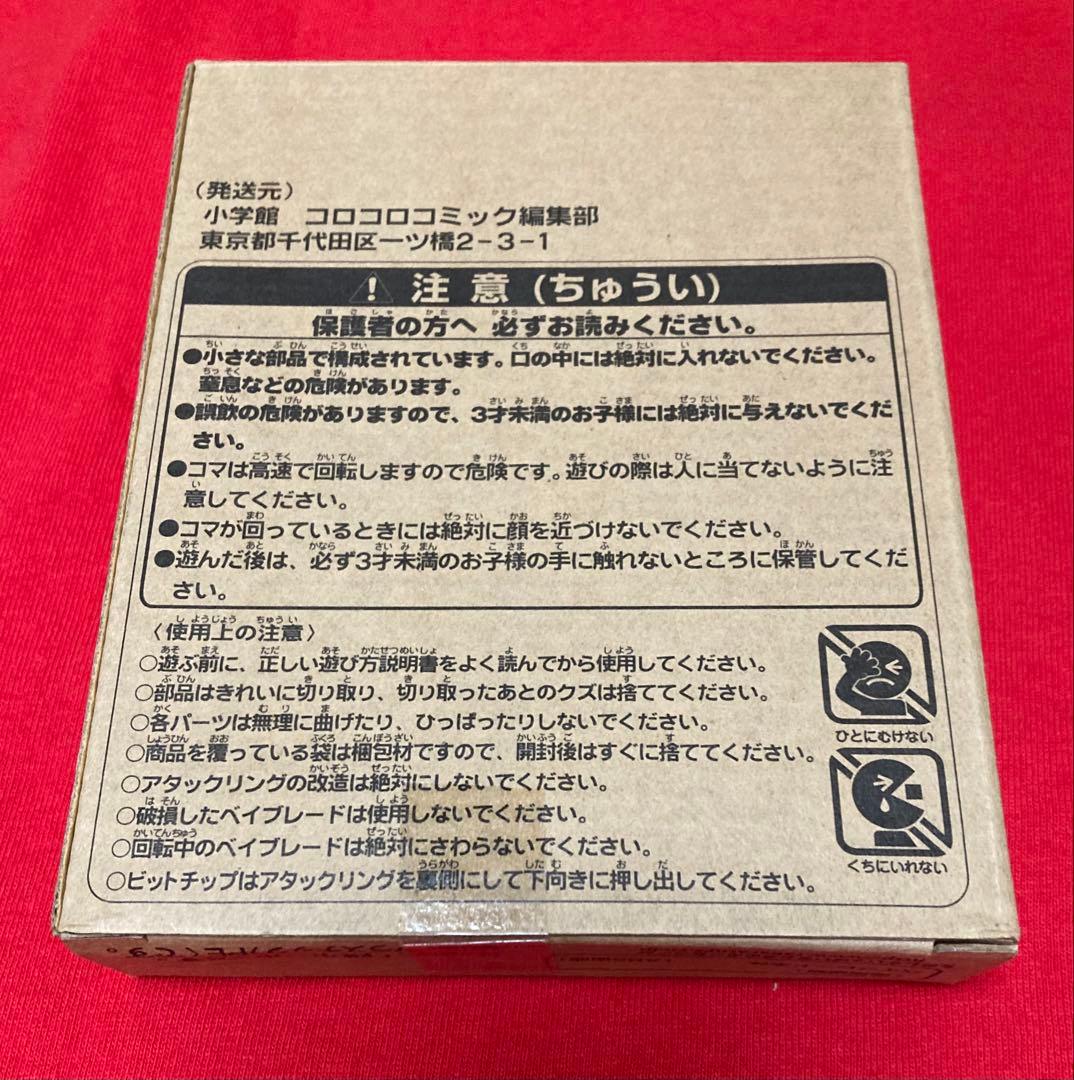 (発送元)
小学館 コロコロコミック編集部
東京都千代田区一ツ橋2-3-1
注意(ちゅうい)
保護者の方へ 必ずお読みください。
●小さな部品で構成されています。口の中には絶対に入れないでください。
窒息などの危険があります。
●誤飲の危険がありますので、3才未満のお子様には絶対に与えないでくだ
さい。
●コマは高速で回転しますので危険です。遊びの際は人に当てないように注
意してください。
●コマが回っているときには絶対に顔を近づけないでください。
●遊んだ後は、必ず3才未満のお子様の手に触れないところに保管してくだ
さい。
〈使用上の注意〉
○遊ぶ前に、正しい遊び方説明書をよく読んでから使用してください。
○部品はきれいに切り取り、切り取ったあとのクズは捨ててください。
○各パーツは無理に曲げたり、ひっぱったりしないでください。
○商品を覆っている袋は梱包材ですので、開封後はすぐに捨ててください。
○アタックリングの改造は絶対にしないでください。
○破損したベイブレードは使用しないでください。
○回転中のベイブレードは絶対にさわらないでください。
○ビットチップはアタックリングを裏側にして下向きに押し出してください。
ひとにむけない
くちにいれない